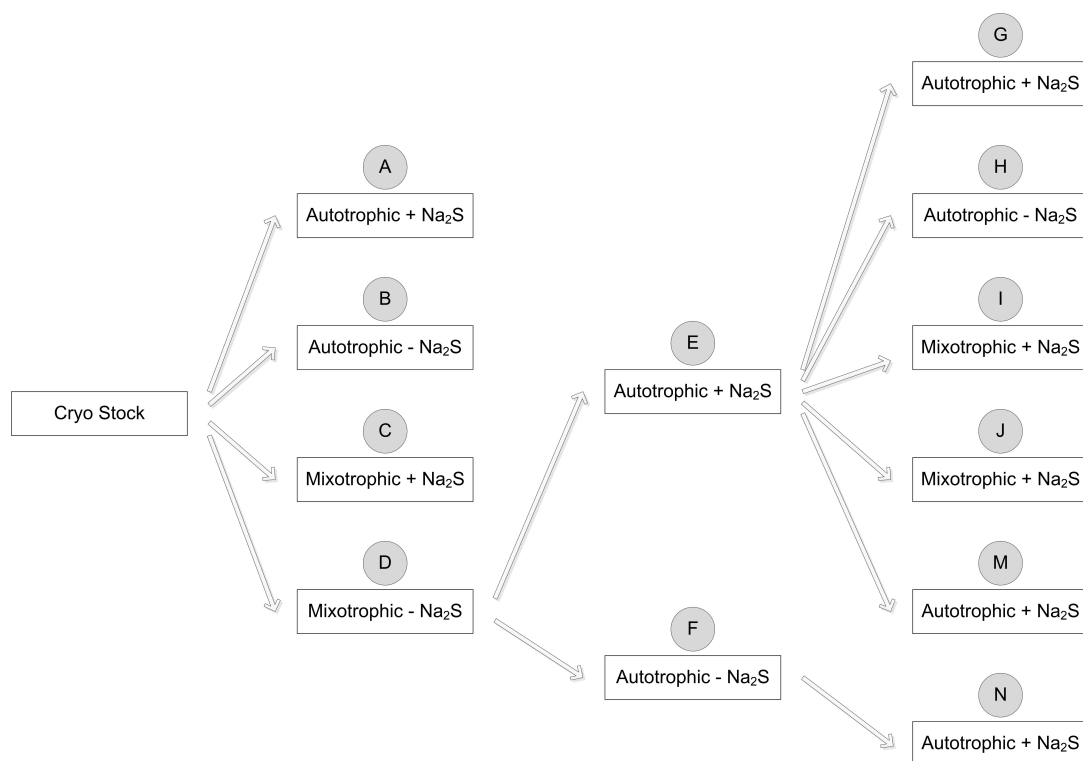 G
Autotrophic + Na₂S
A
H
Autotrophic + Na₂S
Autotrophic - Na₂S
B
I
Autotrophic - Na₂S
Mixotrophic + Na₂S
E
Autotrophic + Na₂S
Cryo Stock
C
J
Mixotrophic + Na₂S
Mixotrophic + Na₂S
D
M
Mixotrophic - Na₂S
Autotrophic + Na₂S
F
Autotrophic - Na₂S
N
Autotrophic + Na₂S